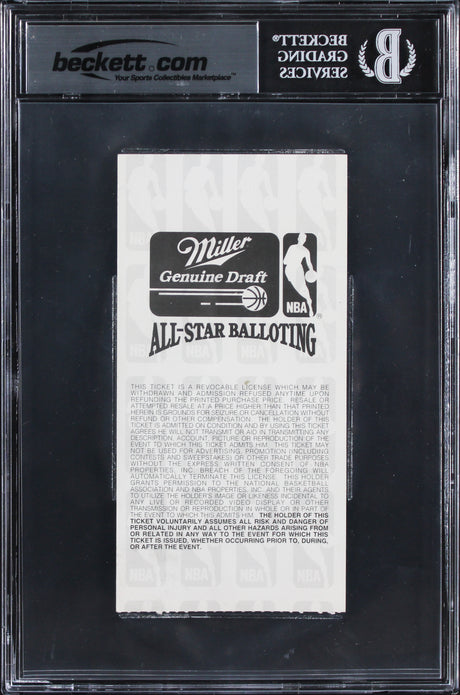 beckett.com
Your Sports Collectibles Marketplace™
BECKETT®
GRADING
SERVICES
B
Miller
Genuine Draft
NBA
®
ALL-STAR BALLOTING
THIS TICKET IS A REVOCABLE LICENSE WHICH MAY BE
WITHDRAWN AND ADMISSION REFUSED ANYTIME UPON
REFUNDING THE PRINTED PURCHASE PRICE. RESALE OR
ATTEMPTED RESALE AT A PRICE HIGHER THAN THAT PRINTED
HEREIN IS GROUNDS FOR SEIZURE OR CANCELLATION WITHOUT
REFUND OR OTHER COMPENSATION. THE HOLDER OF THIS
TICKET IS ADMITTED ON CONDITION AND BY USING THIS TICKET
AGREES HE WILL NOT TRANSMIT OR AID IN TRANSMITTING ANY
DESCRIPTION, ACCOUNT, PICTURE OR REPRODUCTION OF THE
EVENT TO WHICH THIS TICKET ADMITS HIM. THIS TICKET MAY
NOT BE USED FOR ADVERTISING, PROMOTION (INCLUDING
CONTESTS AND SWEEPSTAKES) OR OTHER TRADE PURPOSES
WITHOUT THE EXPRESS WRITTEN CONSENT OF NBA
PROPERTIES, INC. BREACH OF THE FOREGOING WILL
AUTOMATICALLY TERMINATE THIS LICENSE. THIS HOLDER
GRANTS PERMISSION TO THE NATIONAL BASKETBALL
ASSOCIATION AND NBA PROPERTIES, INC. AND THEIR AGENTS
TO UTILIZE THE HOLDER'S IMAGE OR LIKENESS INCIDENTAL TO
ANY LIVE OR RECORDED VIDEO DISPLAY OR OTHER
TRANSMISSION OR REPRODUCTION IN WHOLE OR IN PART OF
THE EVENT TO WHICH THIS ADMITS HIM. THE HOLDER OF THIS
TICKET VOLUNTARILY ASSUMES ALL RISK AND DANGER OF
PERSONAL INJURY AND ALL OTHER HAZARDS ARISING FROM
OR RELATED IN ANY WAY TO THE EVENT FOR WHICH THIS
TICKET IS ISSUED, WHETHER OCCURRING PRIOR TO, DURING,
OR AFTER THE EVENT.
NBA NBA NBA NBA